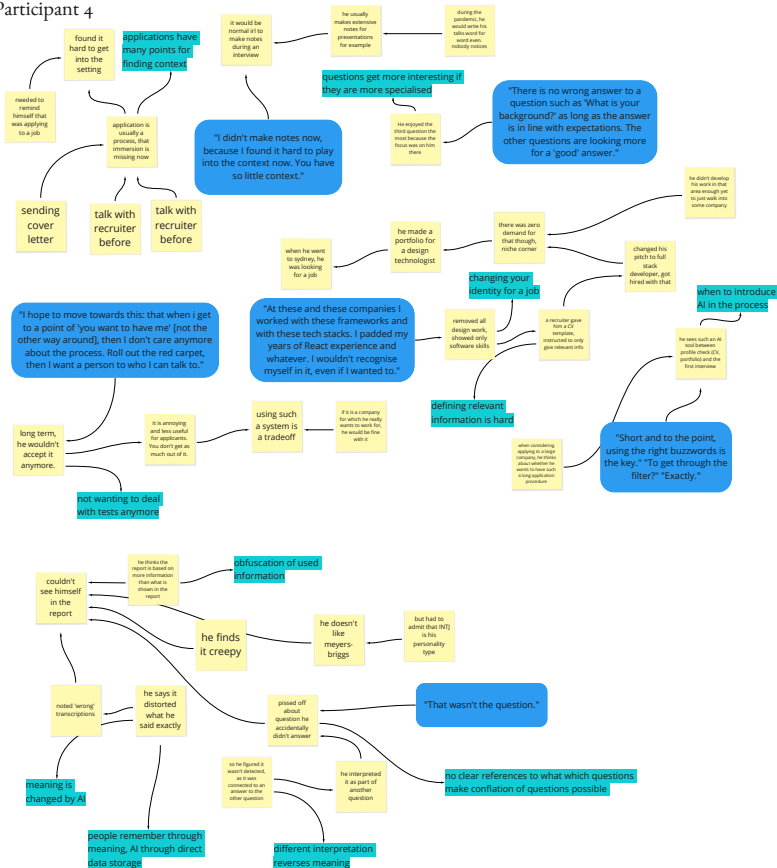 Participant 4
found it
hard to get
into the
setting
applications have
many points for
finding context
it would be
normal irl to
make notes
during an
interview
he usually
makes extensive
notes for
presentations
for example
during the
pandemic, he
would write his
talks word for
word even.
nobody notices
needed to
remind
himself that
was applying
to a job
application is
usually a
process, that
immersion is
missing now
questions get more interesting if
they are more specialised
He enjoyed the
third question the
most because the
focus was on him
there
"There is no wrong answer to a
question such as 'What is your
background?' as long as the answer
is in line with expectations. The
other questions are looking more
for a 'good' answer."
"I didn't make notes now,
because I found it hard to play
into the context now. You have
so little context."
sending
cover
letter
talk with
recruiter
before
talk with
recruiter
before
he didn't develop
his work in that
area enough yet
to just walk into
some company
when he went
to sydney, he
was looking
for a job
he made a
portfolio for
a design
technologist
there was zero
demand for
that though,
niche corner
changed his
pitch to full
stack
developer, got
hired with that
changing your
identity for a job
when to introduce
AI in the process
"I hope to move towards this: that when i get
to a point of 'you want to have me' [not the
other way around], then I don't care anymore
about the process. Roll out the red carpet,
then I want a person to who I can talk to."
"At these and these companies I
worked with these frameworks and
with these tech stacks. I padded my
years of React experience and
whatever. I wouldn't recognise
myself in it, even if I wanted to."
removed all
design work,
showed only
software skills
a recruiter gave
him a CV
template,
instructed to only
give relevant info
he sees such an AI
tool between
profile check (CV,
portfolio) and the
first interview
defining relevant
information is hard
long term,
he wouldn't
accept it
anymore.
it is annoying
and less useful
for applicants.
You don't get as
much out of it.
using such
a system is
a tradeoff
if it is a company
for which he really
wants to work for,
he would be fine
with it
when considering
applying to a large
company, he thinks
about whether he
wants to have such
a long application
procedure
"Short and to the point,
using the right buzzwords is
the key." "To get through the
filter?" "Exactly."
not wanting to deal
with tests anymore
couldn't
see himself
in the
report
he thinks the
report is based on
more information
than what is
shown in the
report
obfuscation of used
information
he finds
it creepy
he doesn't
like
meyers-
briggs
but had to
admit that INTJ
is his
personality
type
noted 'wrong'
transcriptions
he says it
distorted
what he
said exactly
pissed off
about
question he
accidentally
didn't answer
"That wasn't the question."
so he figured it
wasn't detected,
as it was
connected to an
answer to the
other question
he interpreted
it as part of
another
question
no clear references to what which questions
make conflation of questions possible
meaning is
changed by AI
people remember through
meaning, AI through direct
data storage
different interpretation
reverses meaning